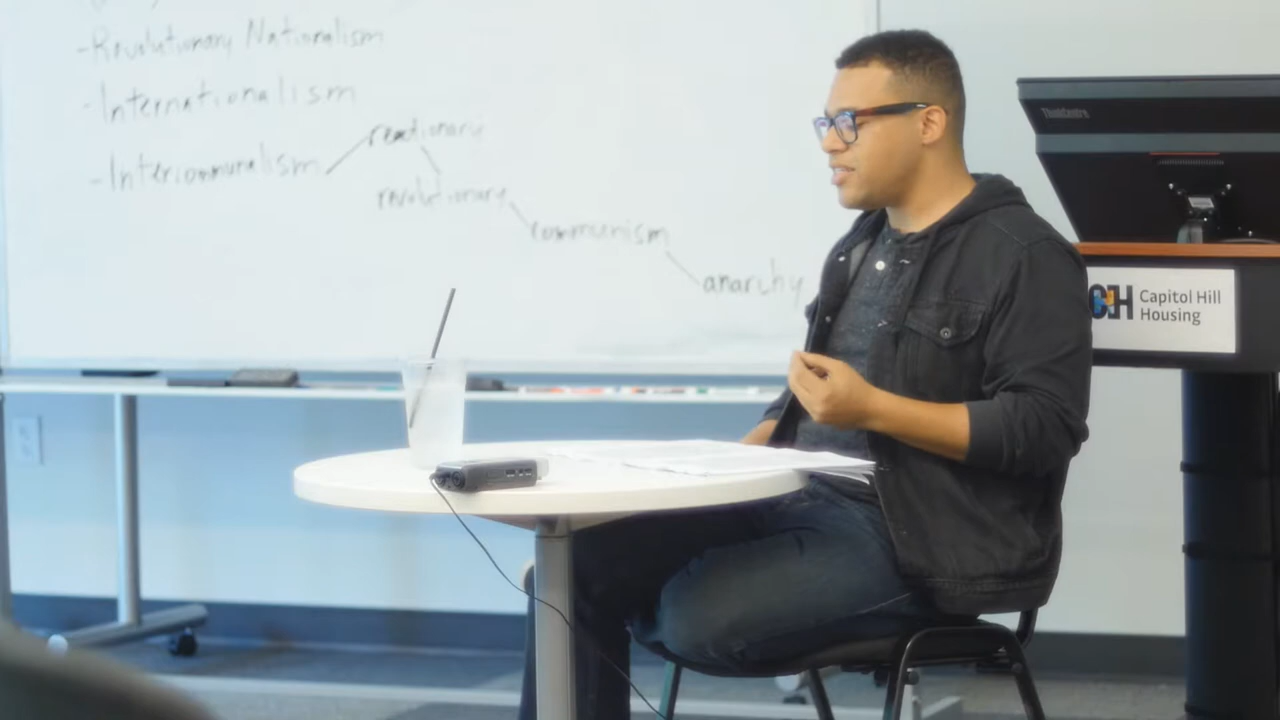 -Revolutionary Nationalism
-Internationalism
-Intercommunalism
reactionary
revolutionary
communism
anarchy
ThinkCentre
CHH Capitol Hill
Housing